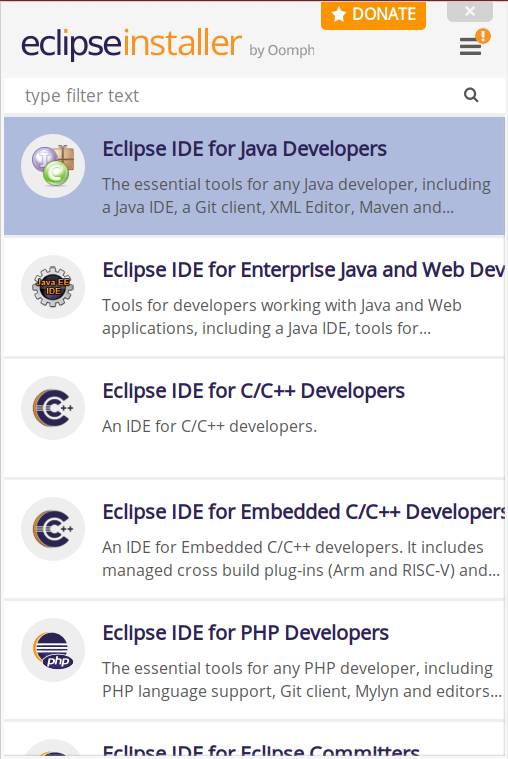 DONATE
eclipseinstaller by Oomph
!
type filter text
Eclipse IDE for Java Developers
The essential tools for any Java developer, including
a Java IDE, a Git client, XML Editor, Maven and...
Java EE
IDE
Eclipse IDE for Enterprise Java and Web Dev
Tools for developers working with Java and Web
applications, including a Java IDE, tools for...
C++
Eclipse IDE for C/C++ Developers
An IDE for C/C++ developers.
C++
Eclipse IDE for Embedded C/C++ Developers
An IDE for Embedded C/C++ developers. It includes
managed cross build plug-ins (Arm and RISC-V) and...
php
Eclipse IDE for PHP Developers
The essential tools for any PHP developer, including
PHP language support, Git client, Mylyn and editors...
Eclipse IDE for Eclipse Committers